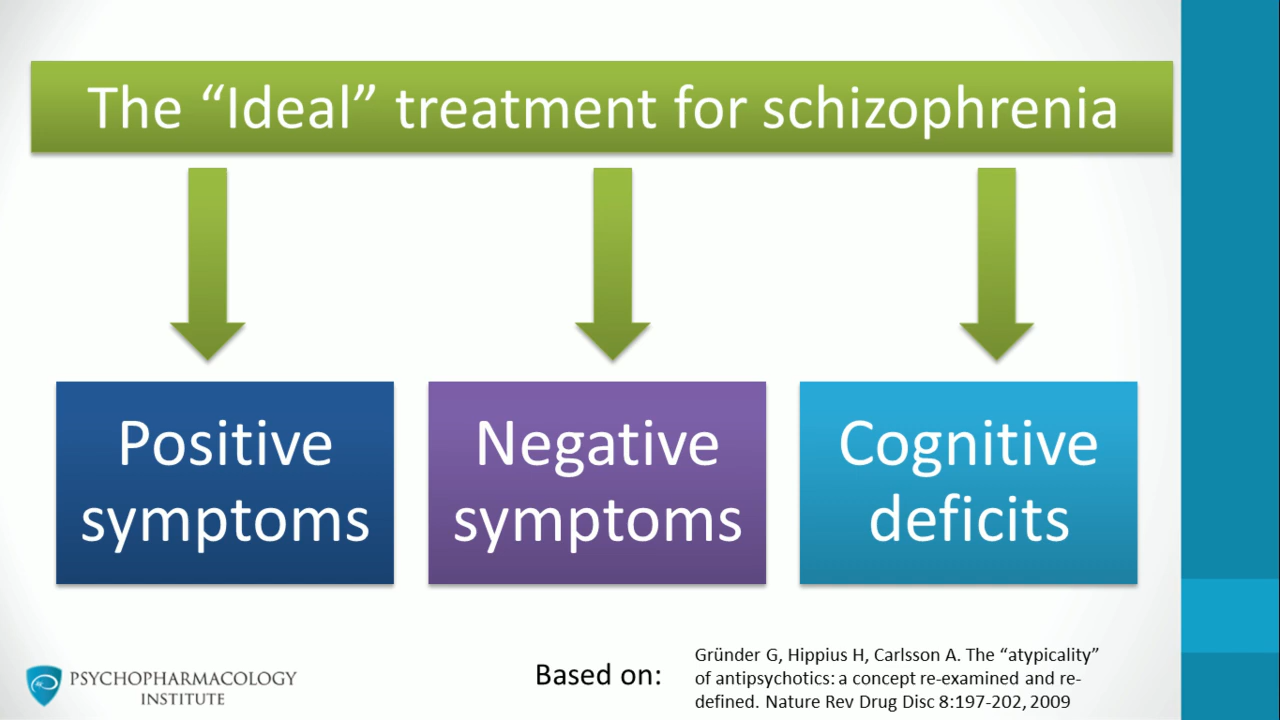 The “Ideal” treatment for schizophrenia
Positive
symptoms
Negative
symptoms
Cognitive
deficits
PSYCHOPHARMACOLOGY
INSTITUTE
Based on:
Gründer G, Hippius H, Carlsson A. The “atypicality”
of antipsychotics: a concept re-examined and re-
defined. Nature Rev Drug Disc 8:197-202, 2009